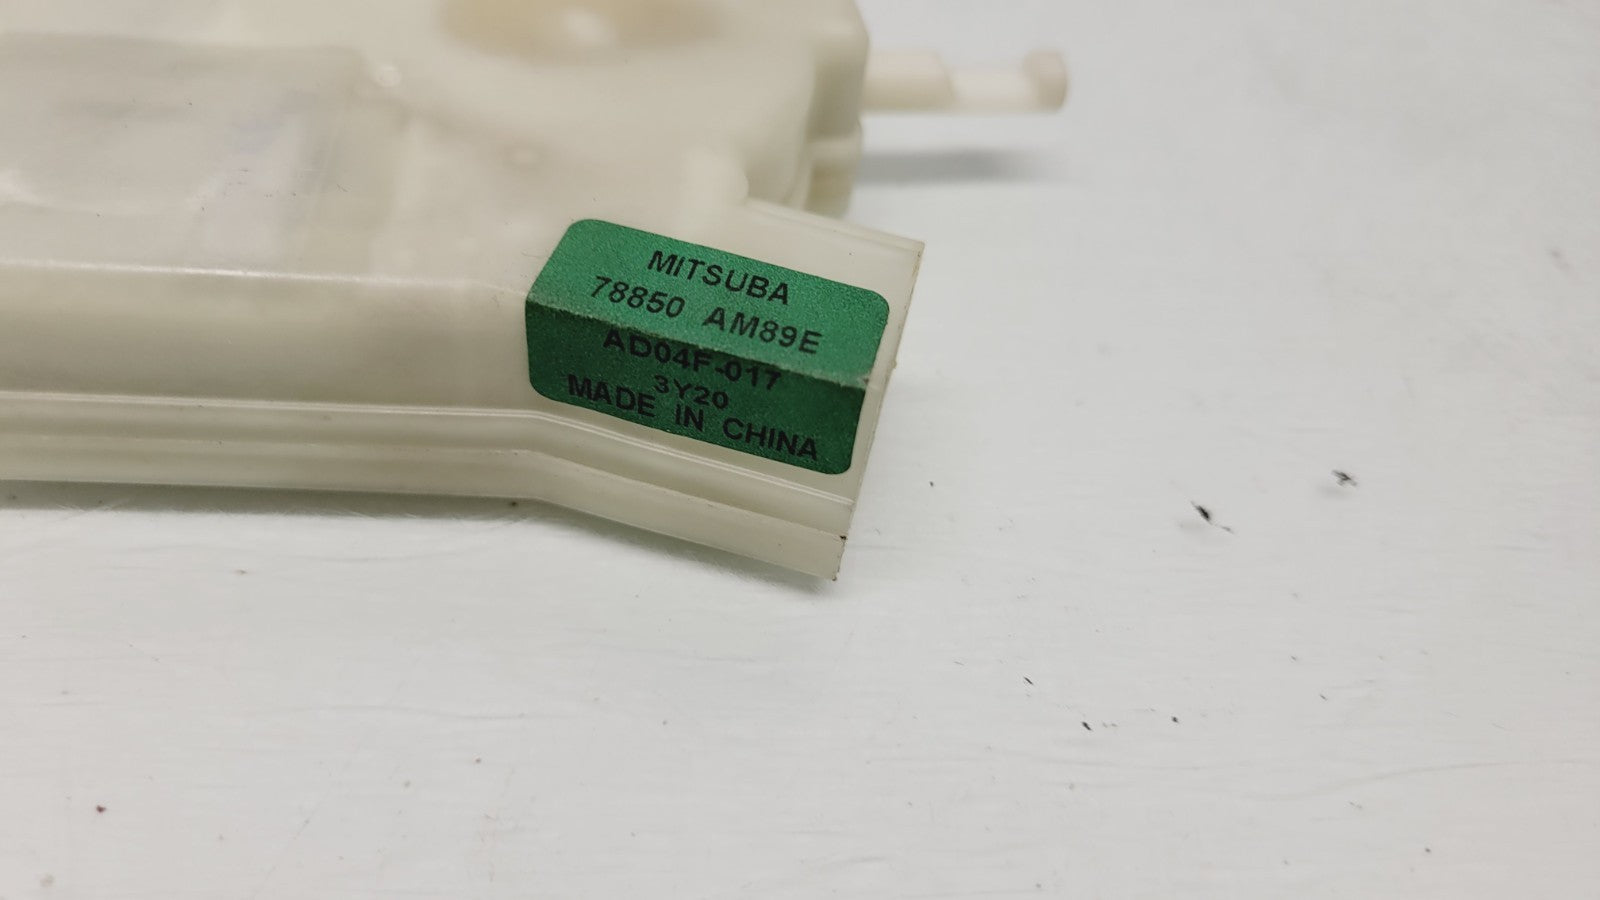 MITSUBA
78850 AM89E
AD04F-017
3Y20
MADE IN CHINA